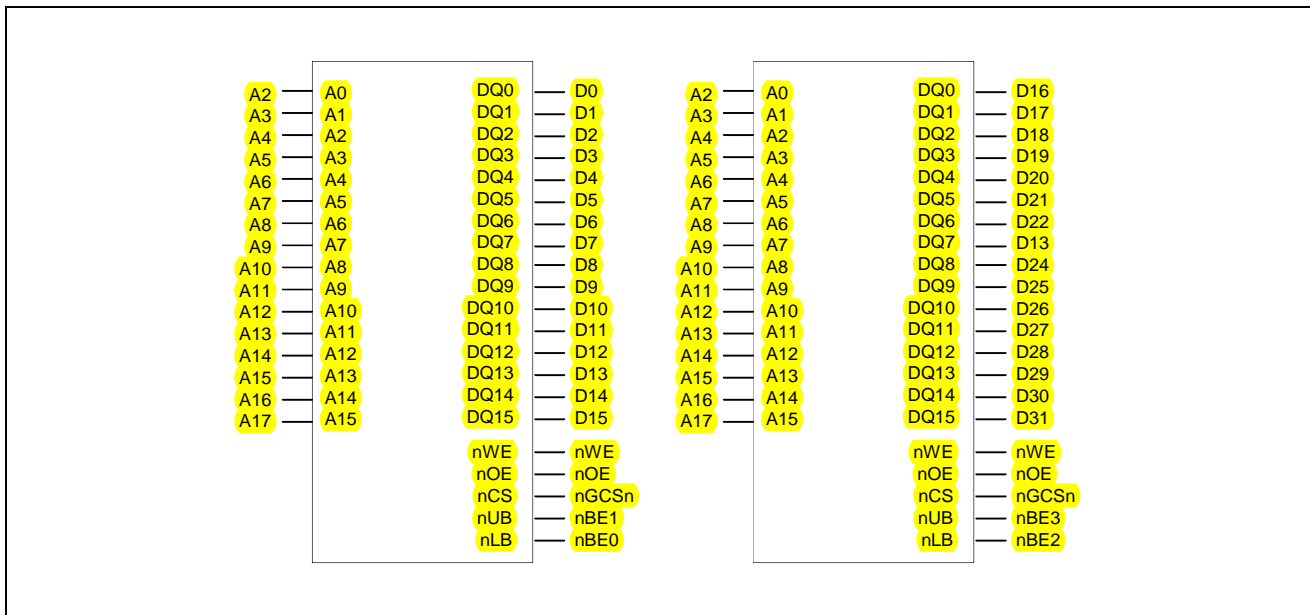 A2 A0 DQ0 D0 A2 A0 DQ0 D16
A3 A1 DQ1 D1 A3 A1 DQ1 D17
A4 A2 DQ2 D2 A4 A2 DQ2 D18
A5 A3 DQ3 D3 A5 A3 DQ3 D19
A6 A4 DQ4 D4 A6 A4 DQ4 D20
A7 A5 DQ5 D5 A7 A5 DQ5 D21
A8 A6 DQ6 D6 A8 A6 DQ6 D22
A9 A7 DQ7 D7 A9 A7 DQ7 D13
A10 A8 DQ8 D8 A10 A8 DQ8 D24
A11 A9 DQ9 D9 A11 A9 DQ9 D25
A12 A10 DQ10 D10 A12 A10 DQ10 D26
A13 A11 DQ11 D11 A13 A11 DQ11 D27
A14 A12 DQ12 D12 A14 A12 DQ12 D28
A15 A13 DQ13 D13 A15 A13 DQ13 D29
A16 A14 DQ14 D14 A16 A14 DQ14 D30
A17 A15 DQ15 D15 A17 A15 DQ15 D31
nWE nWE nWE nWE
nOE nOE nOE nOE
nCS nGCSn nCS nGCSn
nUB nBE1 nUB nBE3
nLB nBE0 nLB nBE2